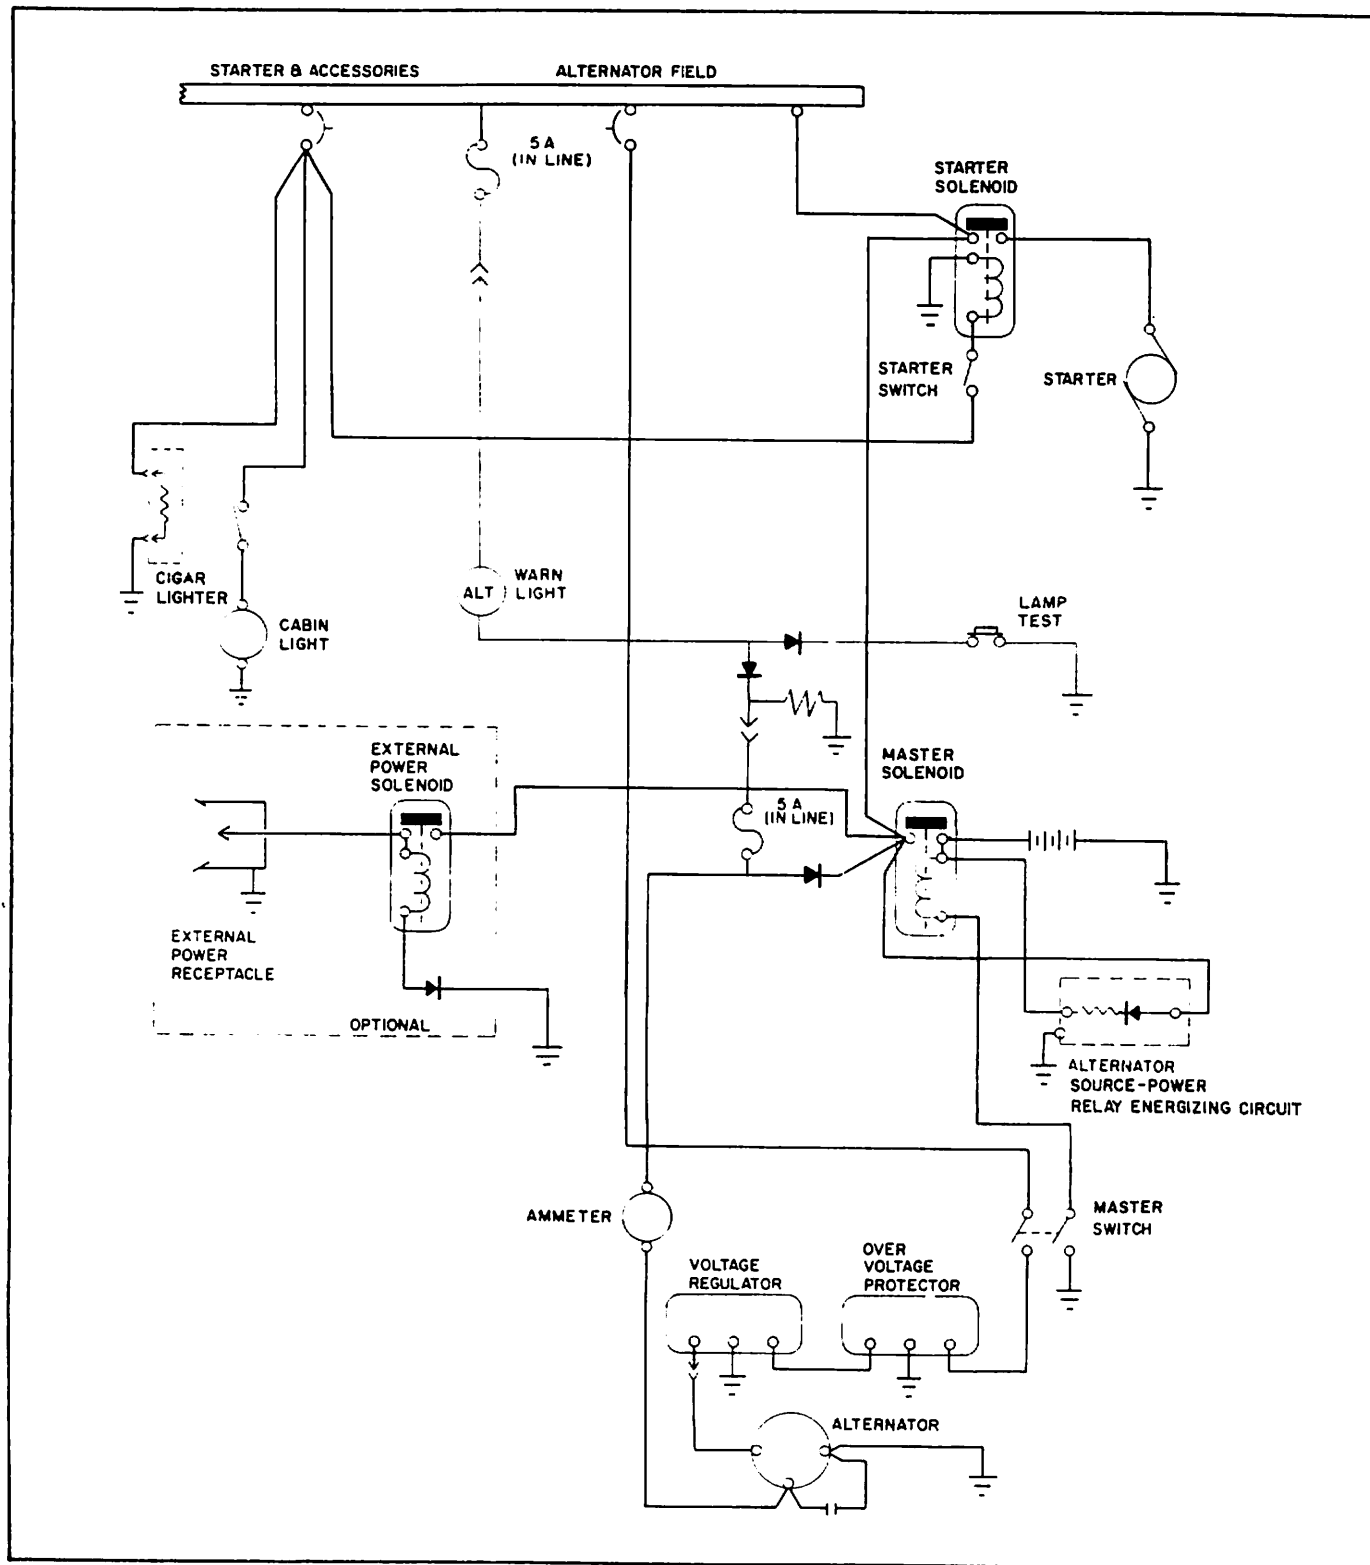 STARTER & ACCESSORIES
ALTERNATOR FIELD
5 A
(IN LINE)
STARTER
SOLENOID
STARTER
SWITCH
STARTER
CIGAR
LIGHTER
CABIN
LIGHT
ALT
WARN
LIGHT
LAMP
TEST
EXTERNAL
POWER
SOLENOID
MASTER
SOLENOID
5 A
(IN LINE)
EXTERNAL
POWER
RECEPTACLE
OPTIONAL
ALTERNATOR
SOURCE-POWER
RELAY ENERGIZING CIRCUIT
AMMETER
MASTER
SWITCH
VOLTAGE
REGULATOR
OVER
VOLTAGE
PROTECTOR
ALTERNATOR